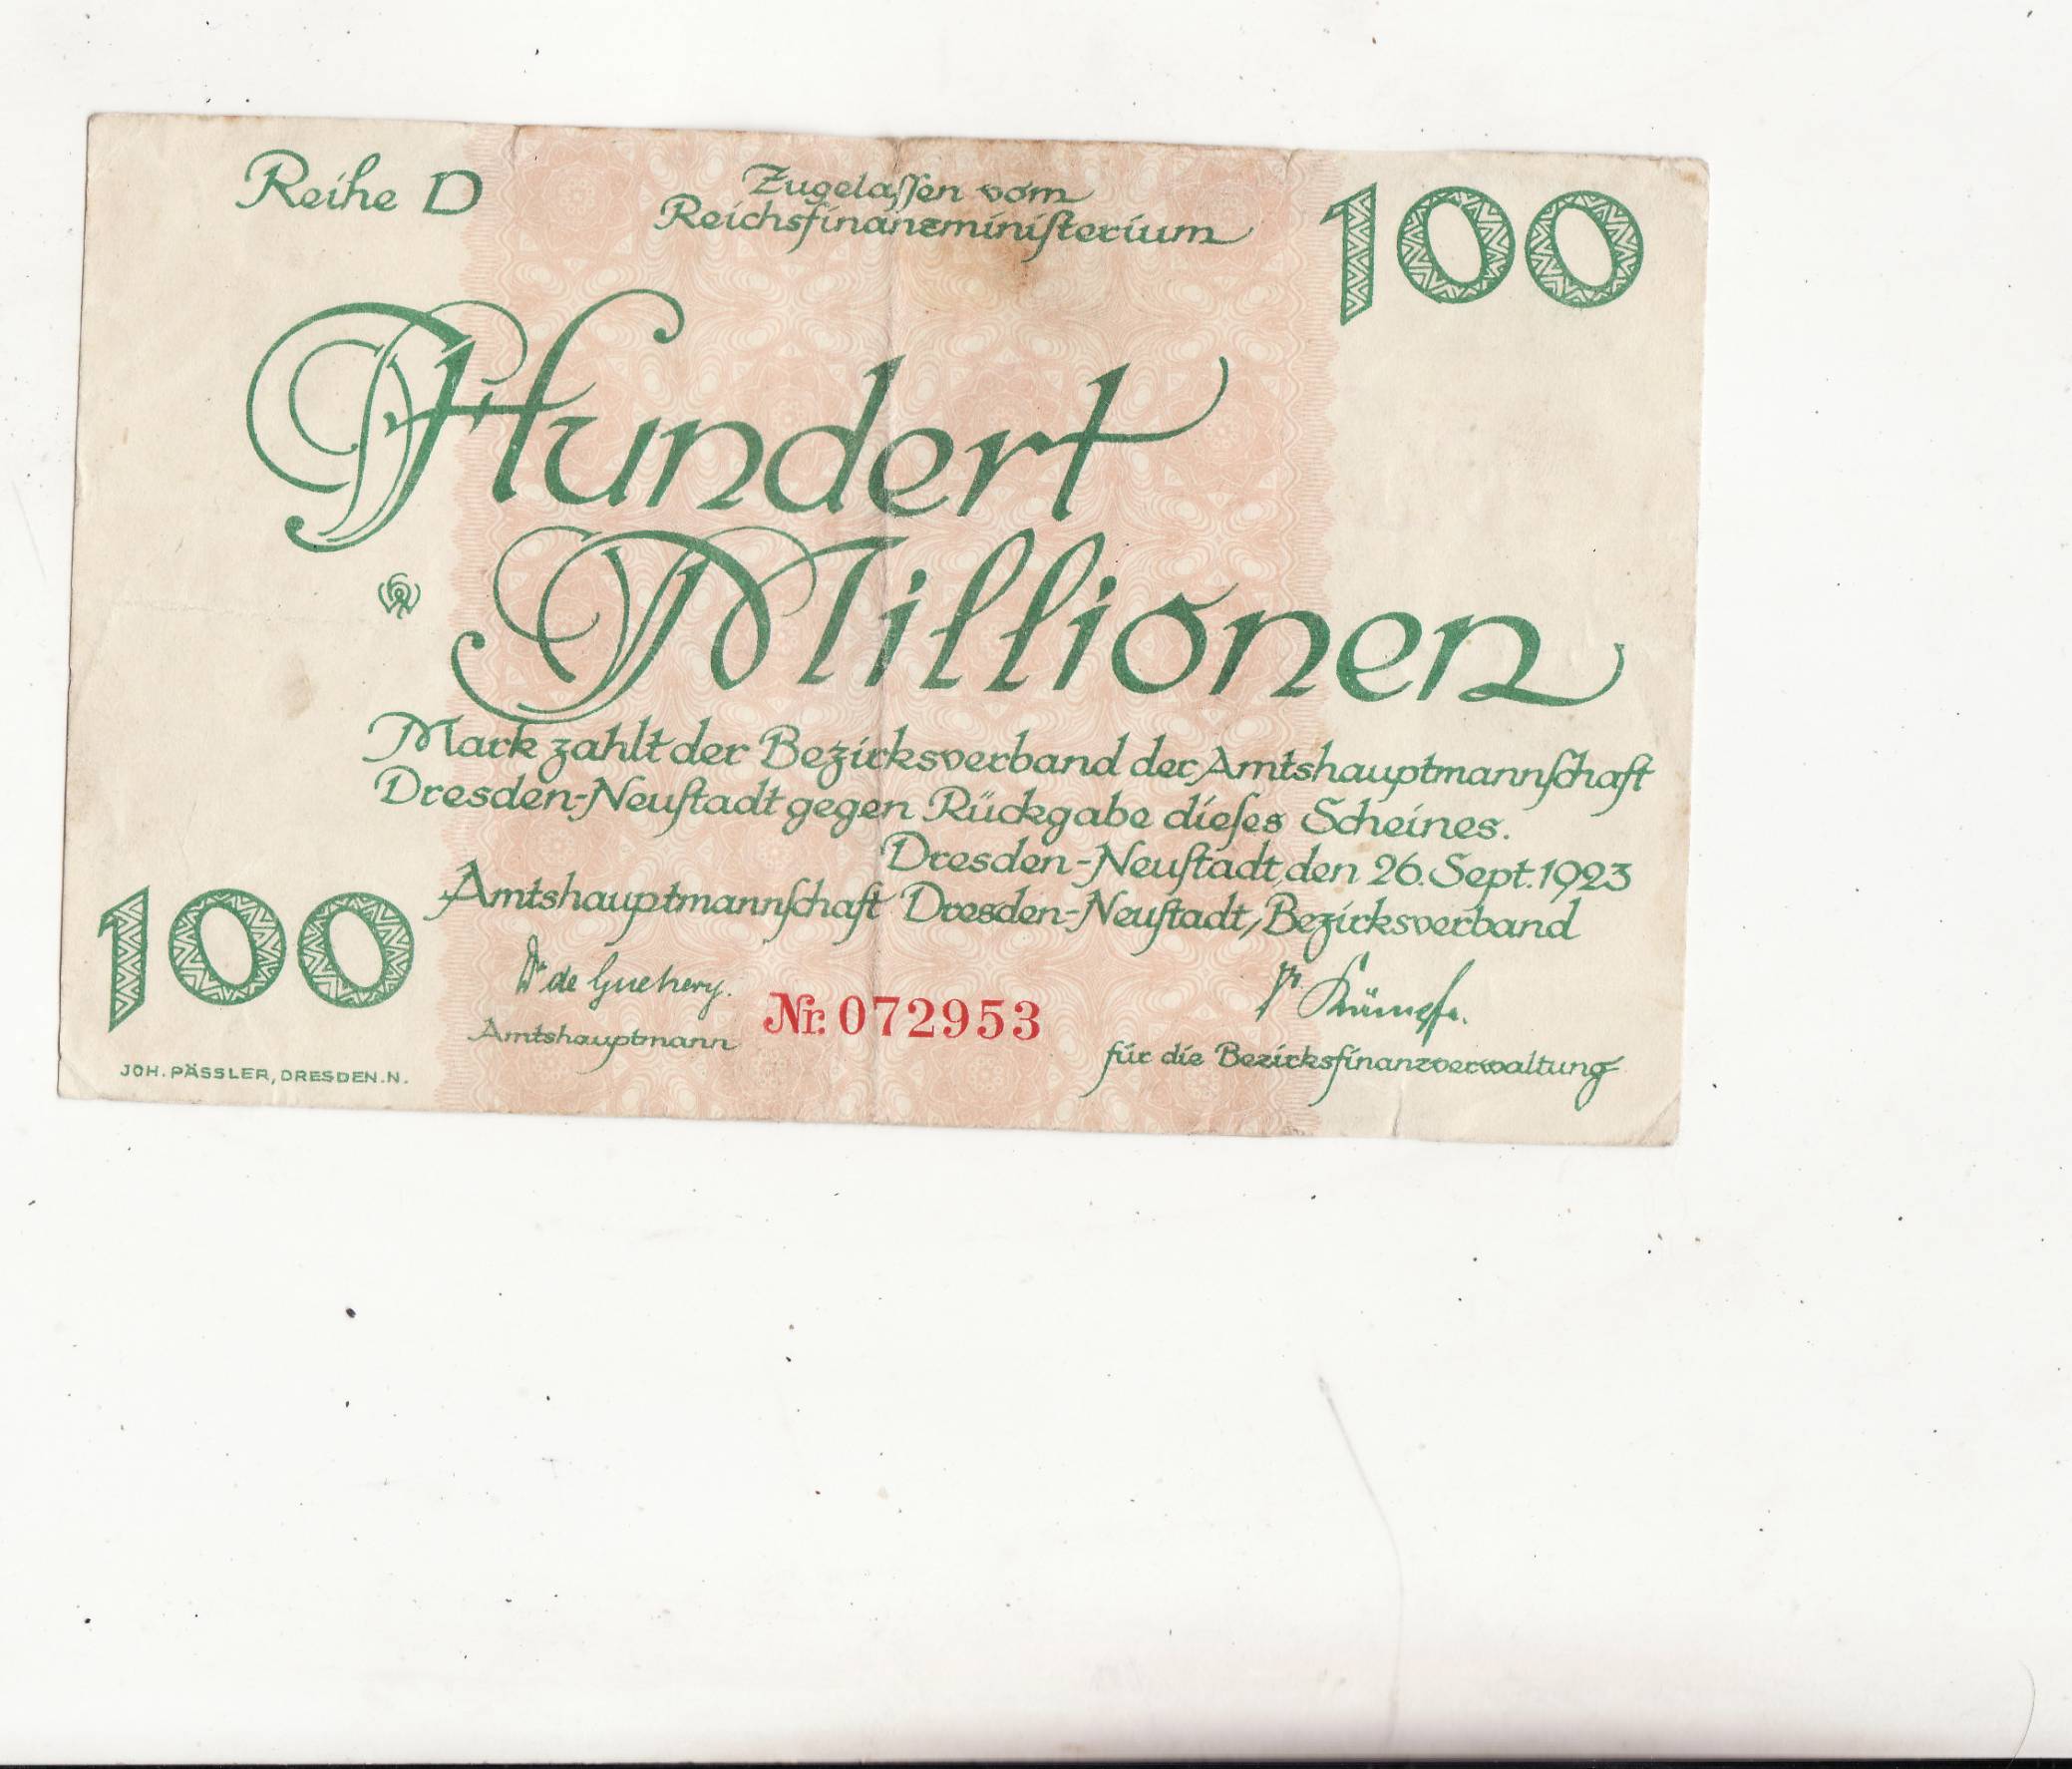 Reihe D
Zugelaſſen vom
Reichsfinanzminiſterium
100
Hundert
Millionen
Mark zahlt der Bezirksverband der Amtshauptmannſchaft
Dresden-Neuſtadt gegen Rückgabe dieſes Scheines.
Dresden-Neuſtadt, den 26. Sept. 1923
Amtshauptmannſchaft Dresden-Neuſtadt, Bezirksverband
100
Dr de
Nr. 072953
Amtshauptmann
für die Bezirksfinanzverwaltung
JOH. PÄSSLER, DRESDEN.N.